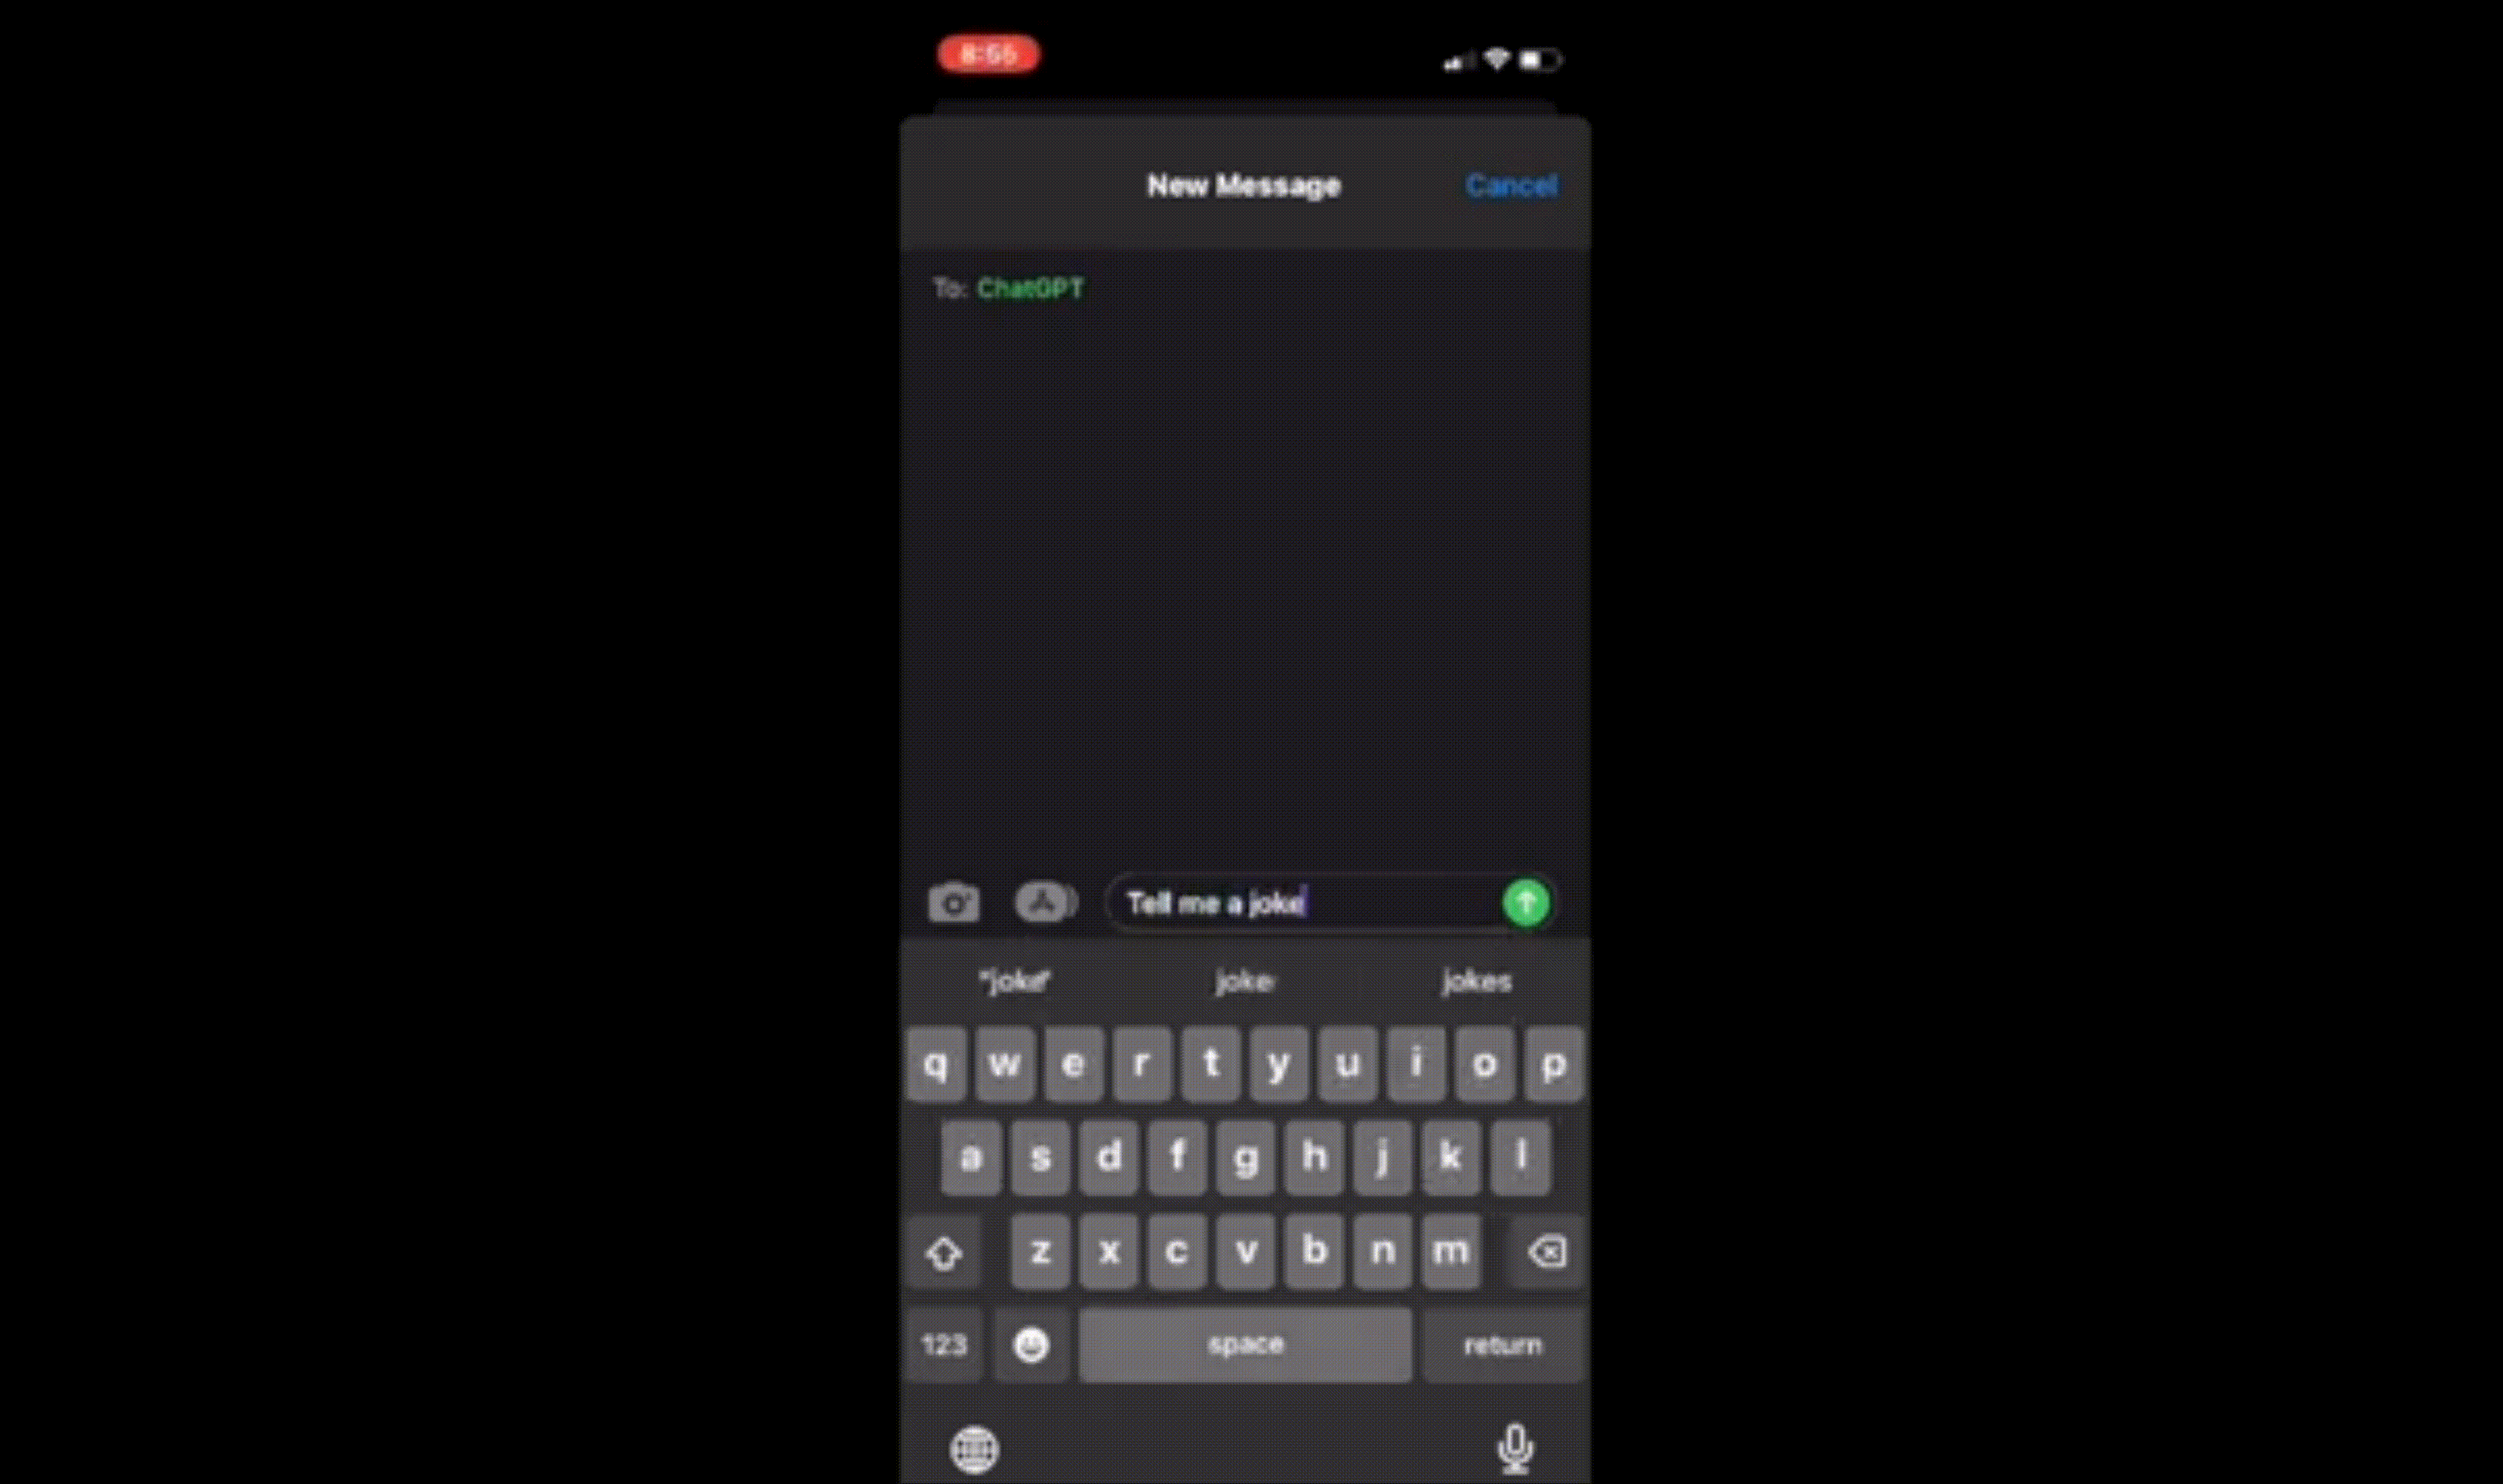 8:55
New Message
Cancel
To: ChatGPT
Tell me a joke
"joke"
joke
jokes
q w e r t y u i o p
a s d f g h j k l
z x c v b n m
123
space
return